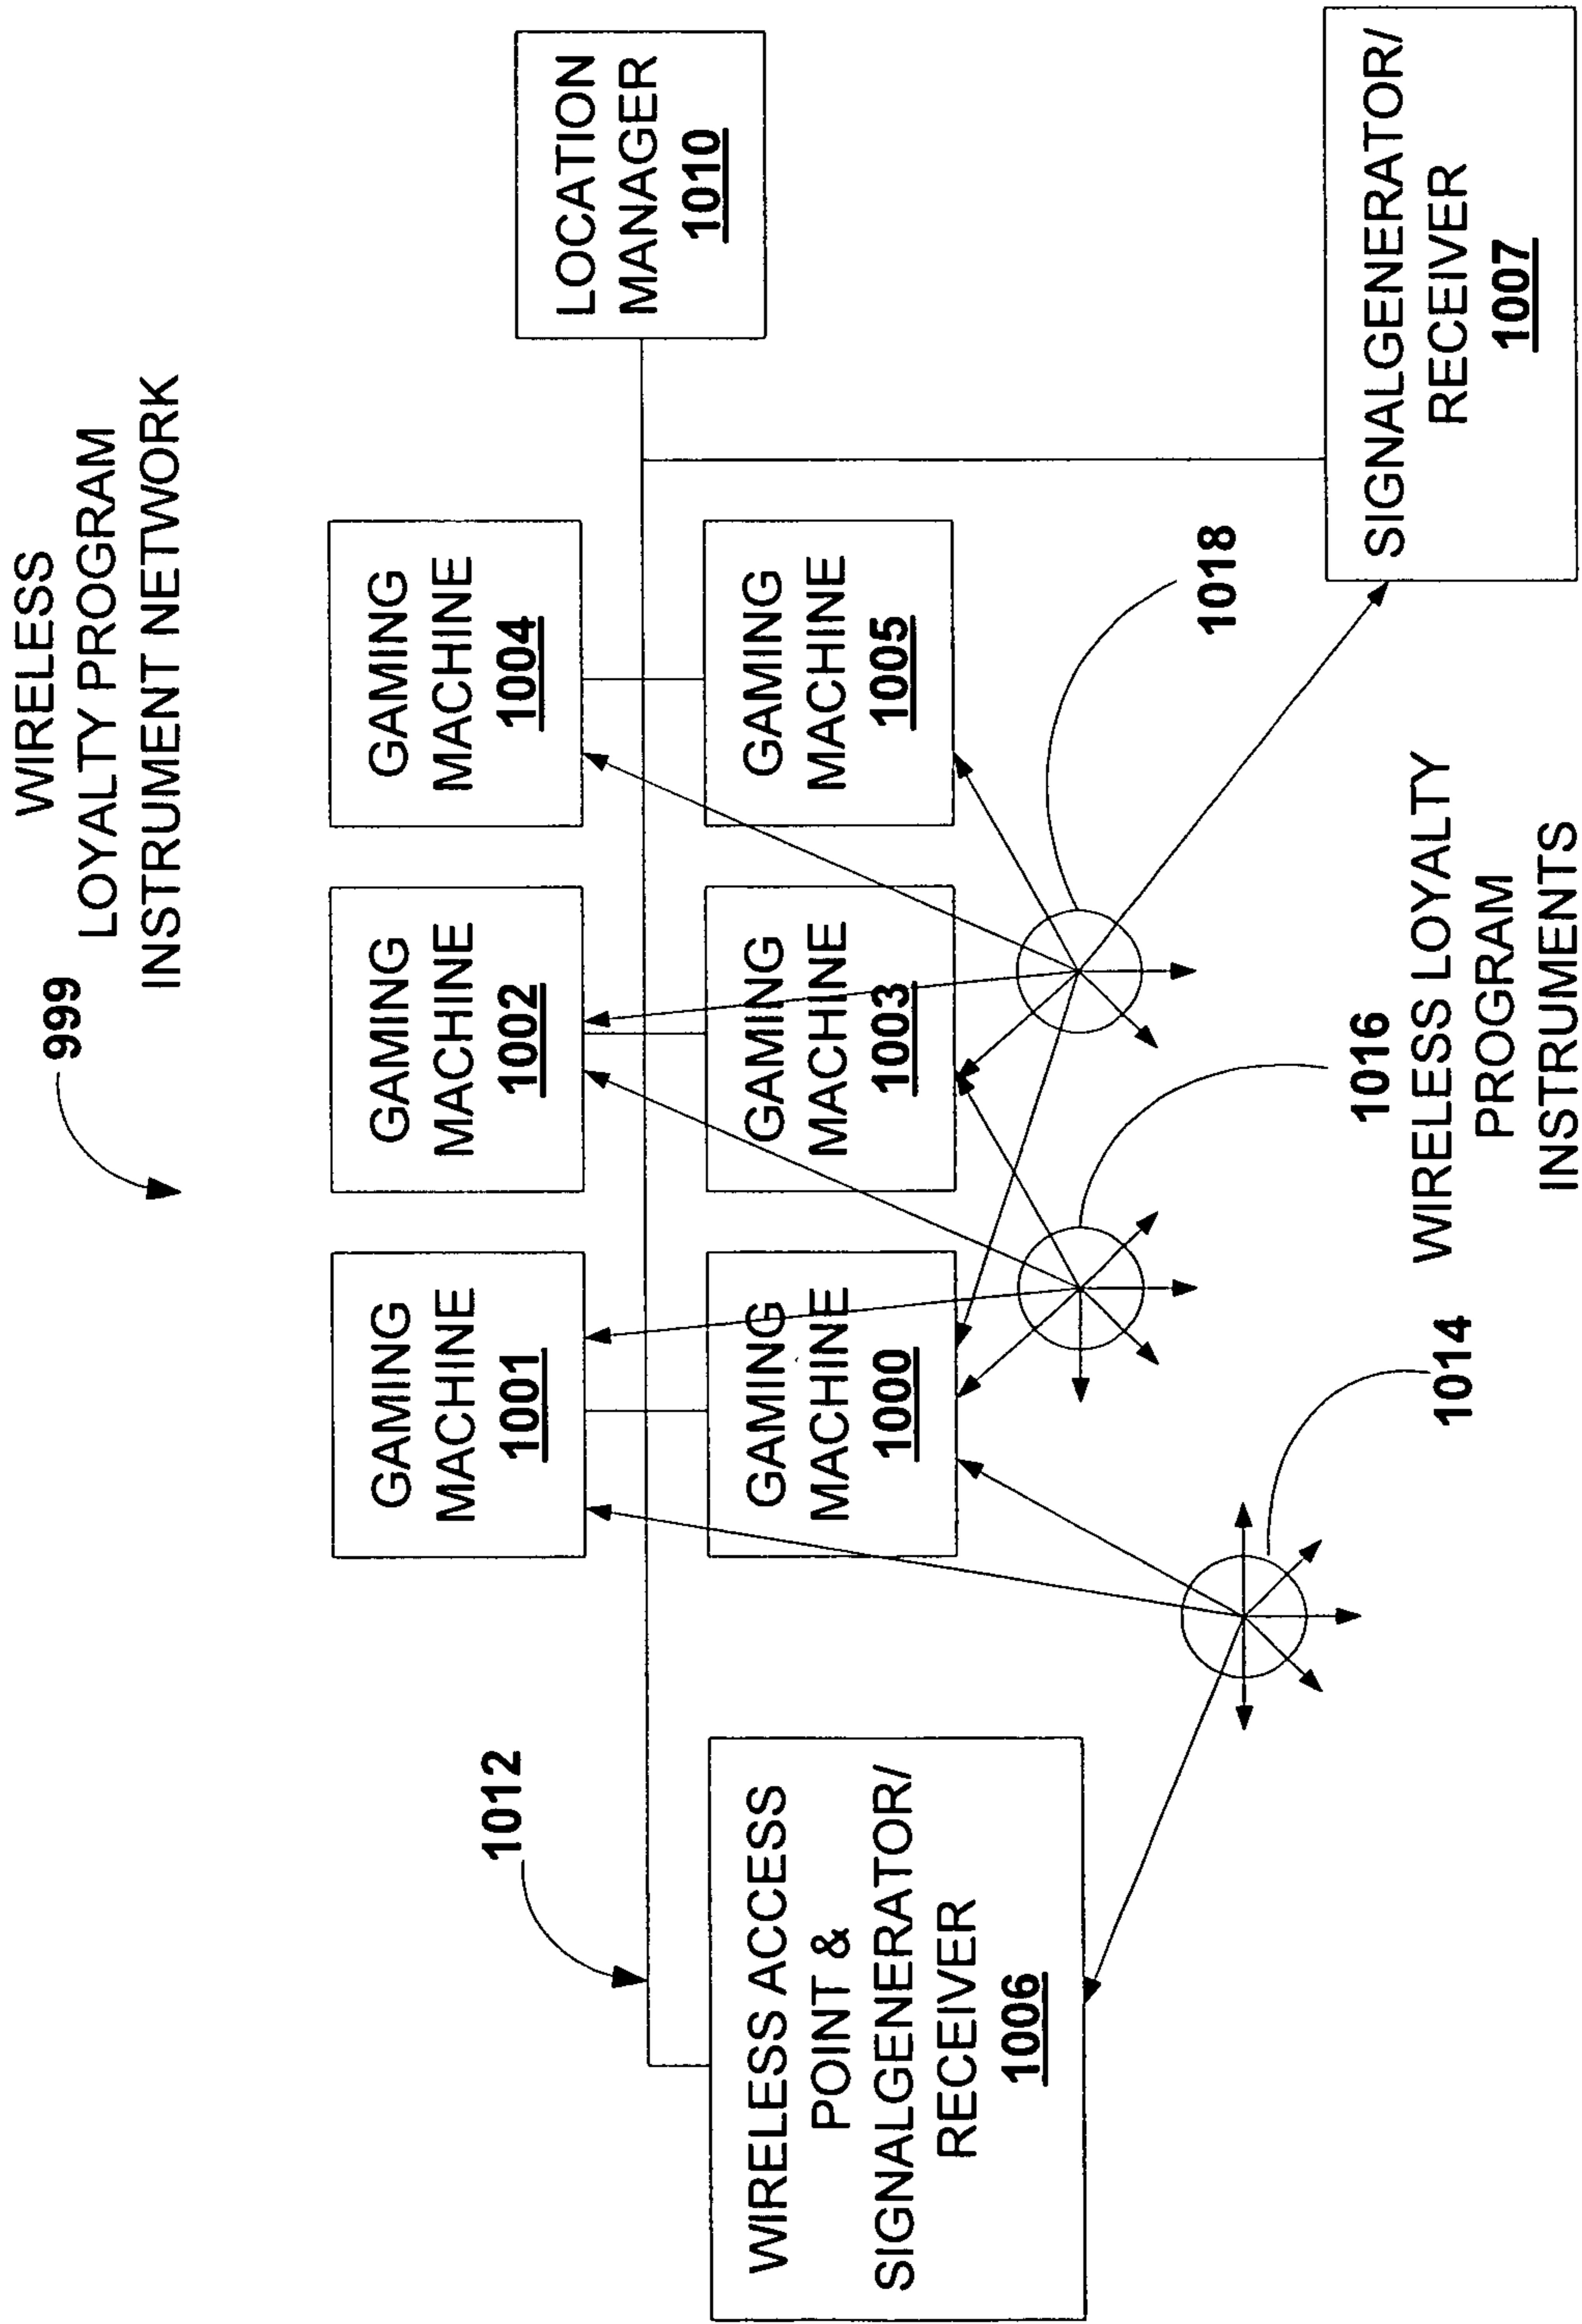 WIRELESS
LOYALTY PROGRAM
INSTRUMENT NETWORK
999
GAMING
MACHINE
1001
GAMING
MACHINE
1002
GAMING
MACHINE
1004
LOCATION
MANAGER
1010
1012
WIRELESS ACCESS
POINT &
SIGNALGENERATOR/
RECEIVER
1006
GAMING
MACHINE
1000
GAMING
MACHINE
1003
GAMING
MACHINE
1005
1018
1016
1014
WIRELESS LOYALTY
PROGRAM
INSTRUMENTS
SIGNALGENERATOR/
RECEIVER
1007